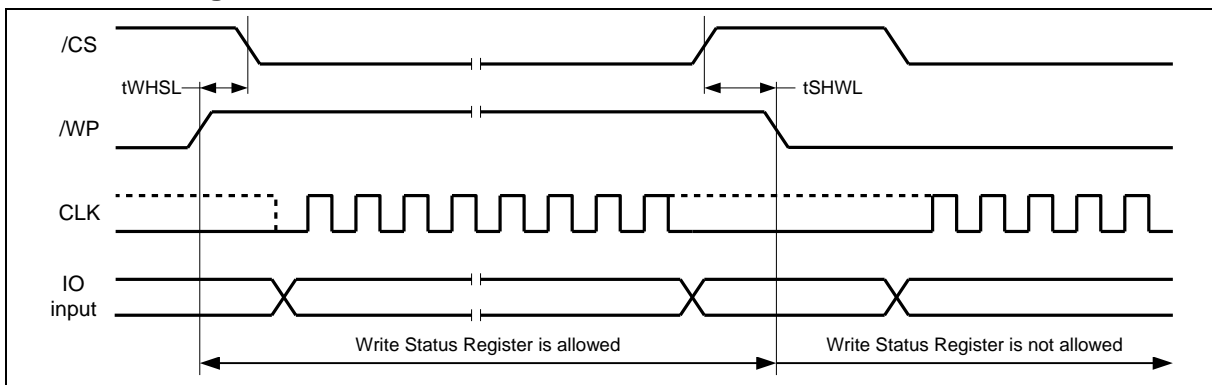 /CS
tWHSL
tSHWL
/WP
CLK
IO
input
Write Status Register is allowed
Write Status Register is not allowed